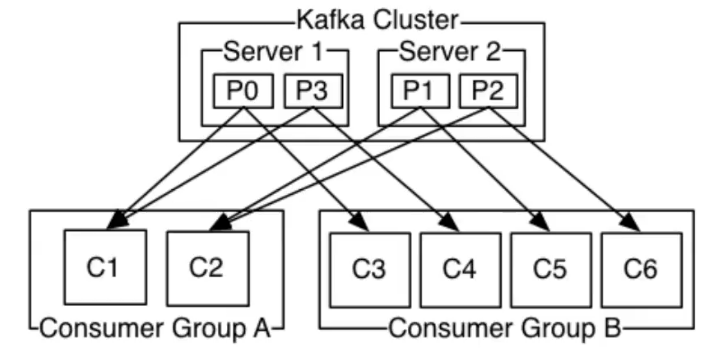 Kafka Cluster
Server 1 Server 2
P0 P3 P1 P2
C1 C2 C3 C4 C5 C6
Consumer Group A Consumer Group B